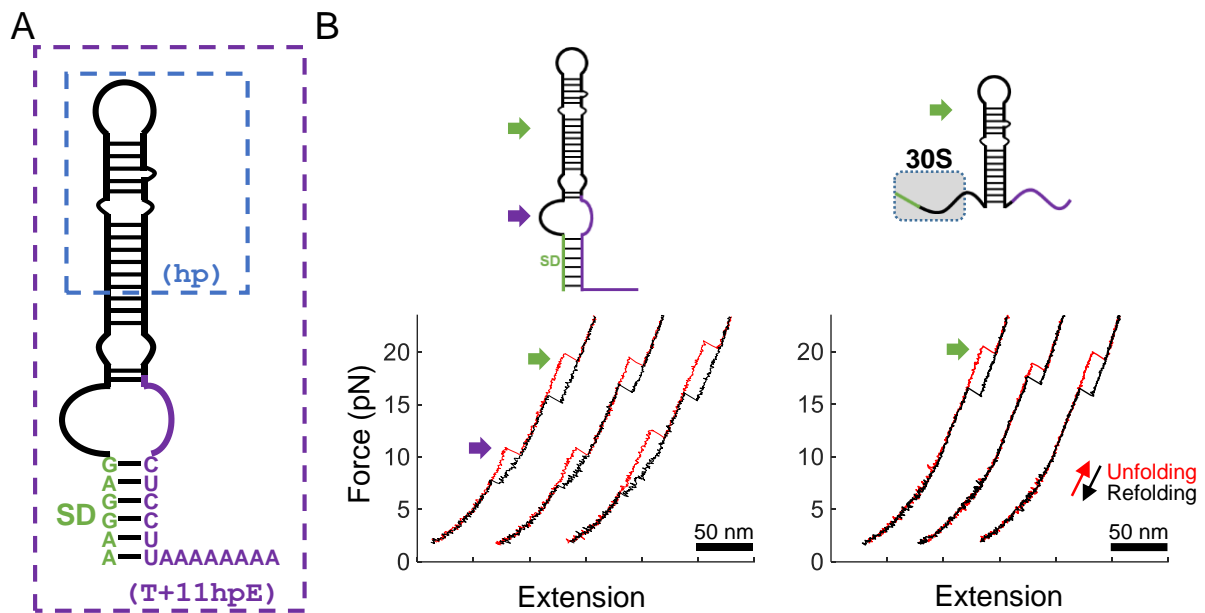 A
B
(hp)
SD
G C
A U
G C
G C
A U
A UAAAAAAAA
(T+11hpE)
SD
30S
Force (pN)
20
15
10
5
0
50 nm
Extension
20
15
10
5
0
Unfolding
Refolding
50 nm
Extension